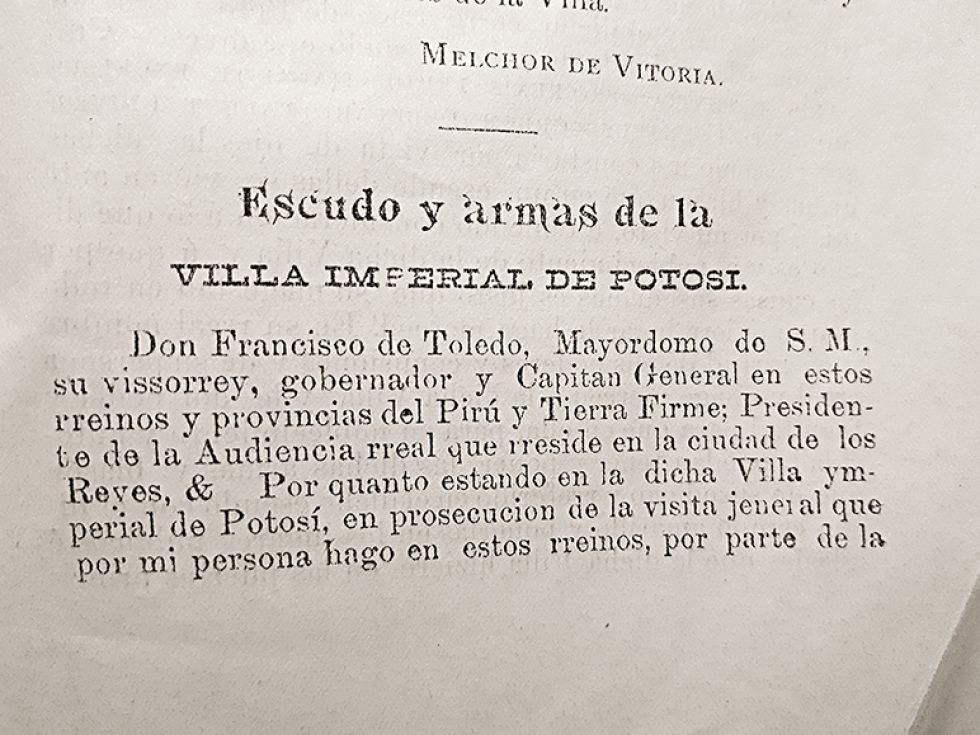 de la Villa.
MELCHOR DE VITORIA.
Escudo y armas de la
VILLA IMPERIAL DE POTOSI.
Don Francisco de Toledo, Mayordomo do S. M.,
su vissorrey, gobernador y Capitan General en estos
rreinos y provincias del Pirú y Tierra Firme; Presiden-
te de la Audiencia rreal que rreside en la ciudad de los
Reyes, & Por quanto estando en la dicha Villa ym-
perial de Potosí, en prosecucion de la visita jeneral que
por mi persona hago en estos rreinos, por parte de la